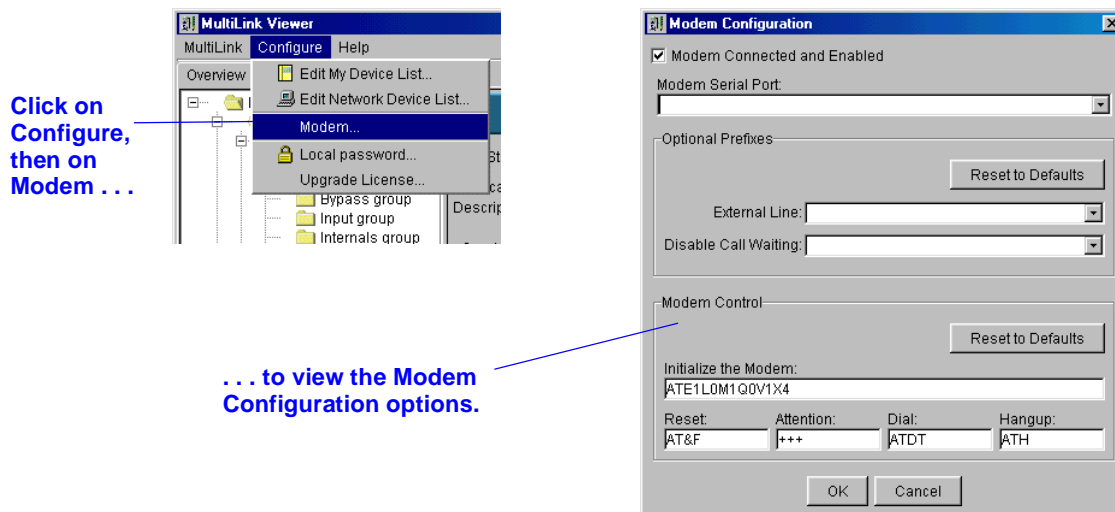 MultiLink Viewer
MultiLink Configure Help
Overview
Edit My Device List...
Edit Network Device List...
Modem...
Local password...
Upgrade License...
Bypass group
Input group
Internals group
Descrip
Click on
Configure,
then on
Modem . . .
. . . to view the Modem
Configuration options.
Modem Configuration
Modem Connected and Enabled
Modem Serial Port:
Optional Prefixes
Reset to Defaults
External Line:
Disable Call Waiting:
Modem Control
Reset to Defaults
Initialize the Modem:
ATE1L0M1Q0V1X4
Reset: Attention: Dial: Hangup:
AT&F +++ ATDT ATH
OK Cancel